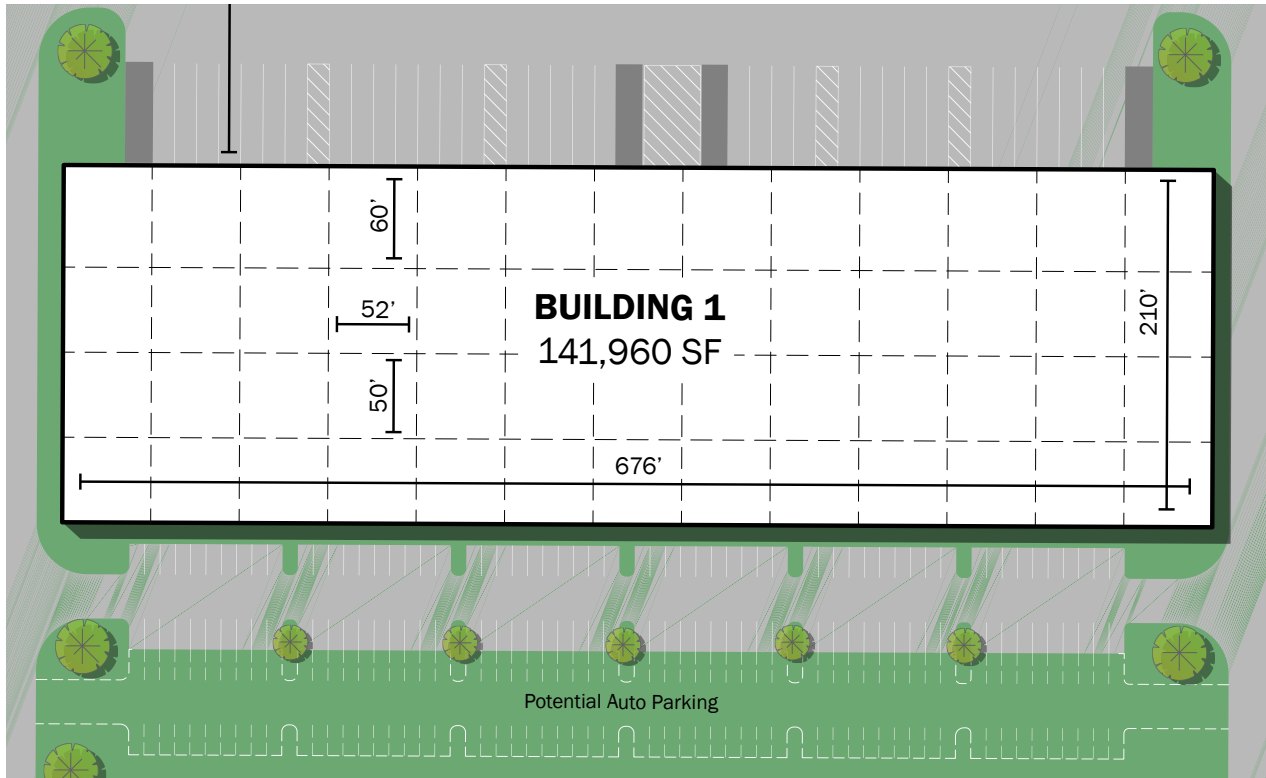 60’
52’
BUILDING 1
141,960 SF
210’
50’
676’
Potential Auto Parking